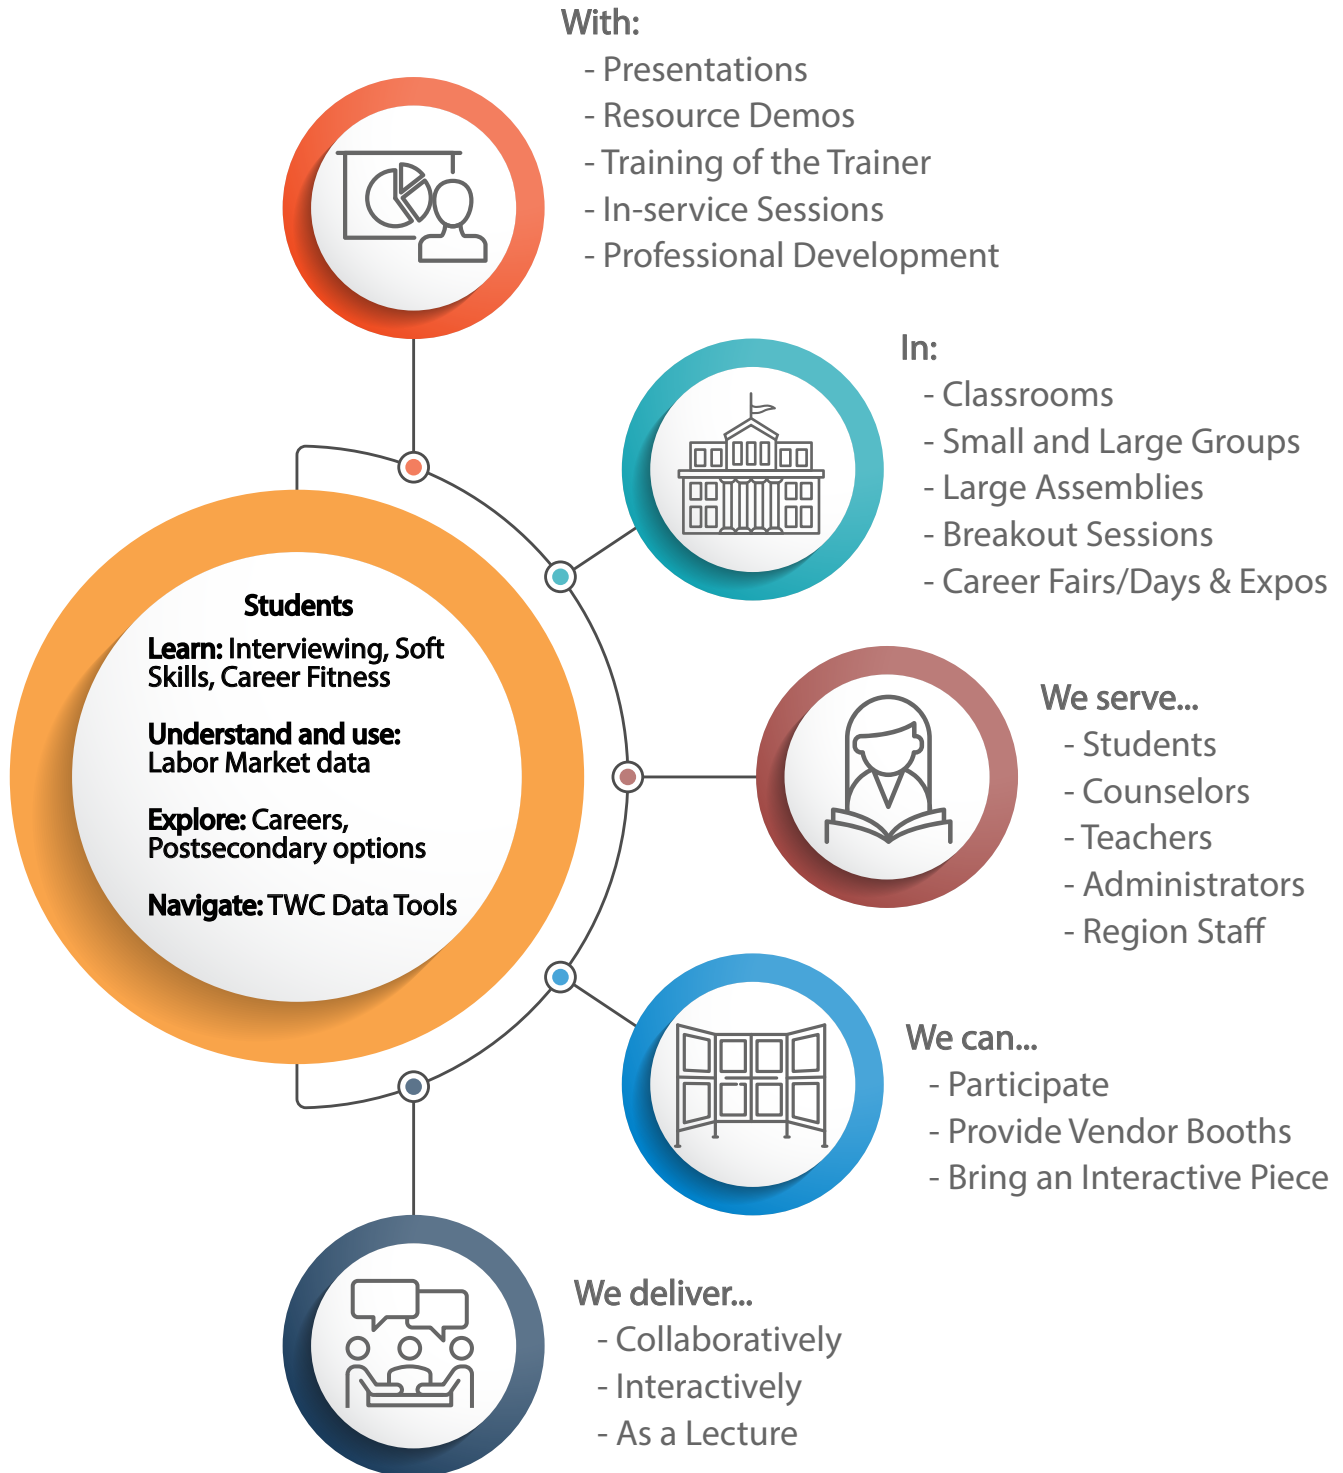 With:
- Presentations
- Resource Demos
- Training of the Trainer
- In-service Sessions
- Professional Development
In:
- Classrooms
- Small and Large Groups
- Large Assemblies
- Breakout Sessions
- Career Fairs/Days & Expos
Students
Learn: Interviewing, Soft
Skills, Career Fitness
Understand and use:
Labor Market data
Explore: Careers,
Postsecondary options
Navigate: TWC Data Tools
We serve...
- Students
- Counselors
- Teachers
- Administrators
- Region Staff
We can...
- Participate
- Provide Vendor Booths
- Bring an Interactive Piece
We deliver...
- Collaboratively
- Interactively
- As a Lecture